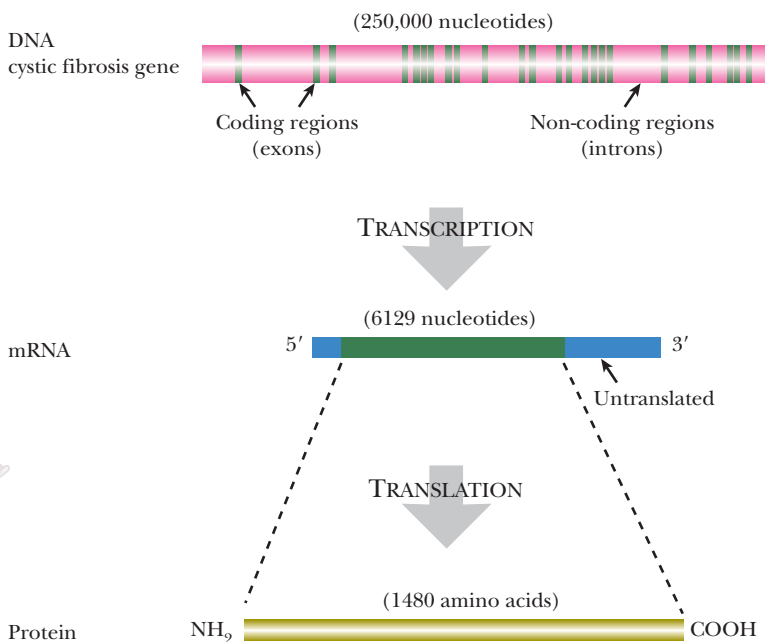 (250,000 nucleotides)
DNA
cystic fibrosis gene
Coding regions
(exons)
Non-coding regions
(introns)
TRANSCRIPTION
(6129 nucleotides)
mRNA
5′
3′
Untranslated
TRANSLATION
(1480 amino acids)
Protein
NH₂
COOH